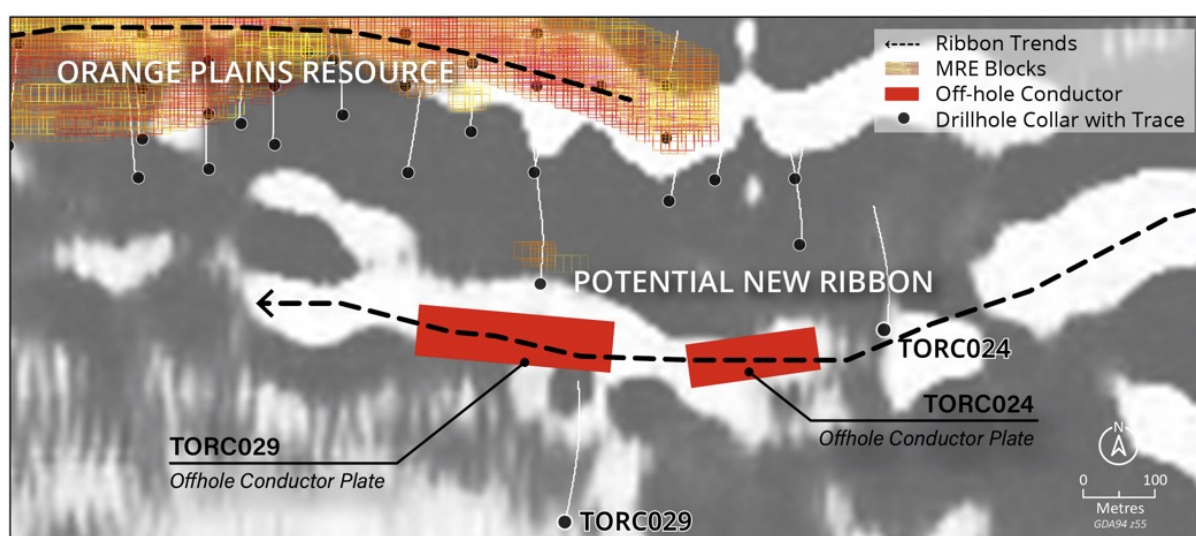 ORANGE PLAINS RESOURCE
Ribbon Trends
MRE Blocks
Off-hole Conductor
Drillhole Collar with Trace
POTENTIAL NEW RIBBON
TORC024
TORC029
Offhole Conductor Plate
TORC024
Offhole Conductor Plate
TORC029
N
0 100
Metres
GDA94 z55